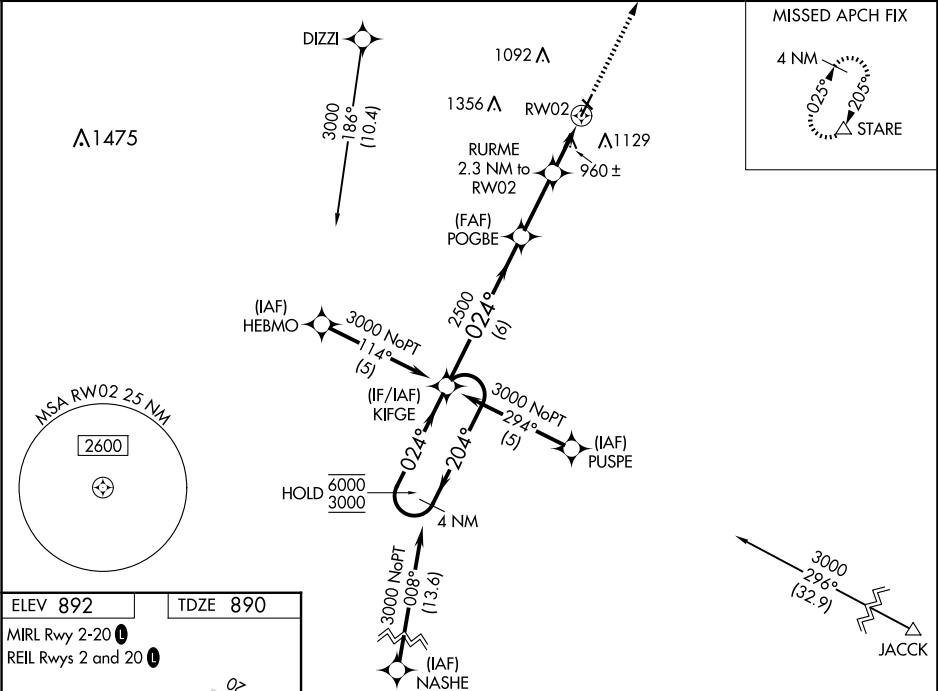 MISSED APCH FIX
4 NM
025°
205°
STARE
DIZZI
3000
186°
(10.4)
1092
1356
RW02
1475
1129
RURME
2.3 NM to
RW02
960 ±
(FAF)
POGBE
2500
024°
(6)
(IAF)
HEBMO
3000 NoPT
114°
(5)
(IF/IAF)
KIFGE
3000 NoPT
294°
(5)
(IAF)
PUSPE
024°
204°
HOLD 6000
3000
4 NM
MSA RW02 25 NM
2600
3000 NoPT
008°
(13.6)
(IAF)
NASHE
3000
296°
(32.9)
JACCK
ELEV 892
TDZE 890
MIRL Rwy 2-20 L
REIL Rwys 2 and 20 L